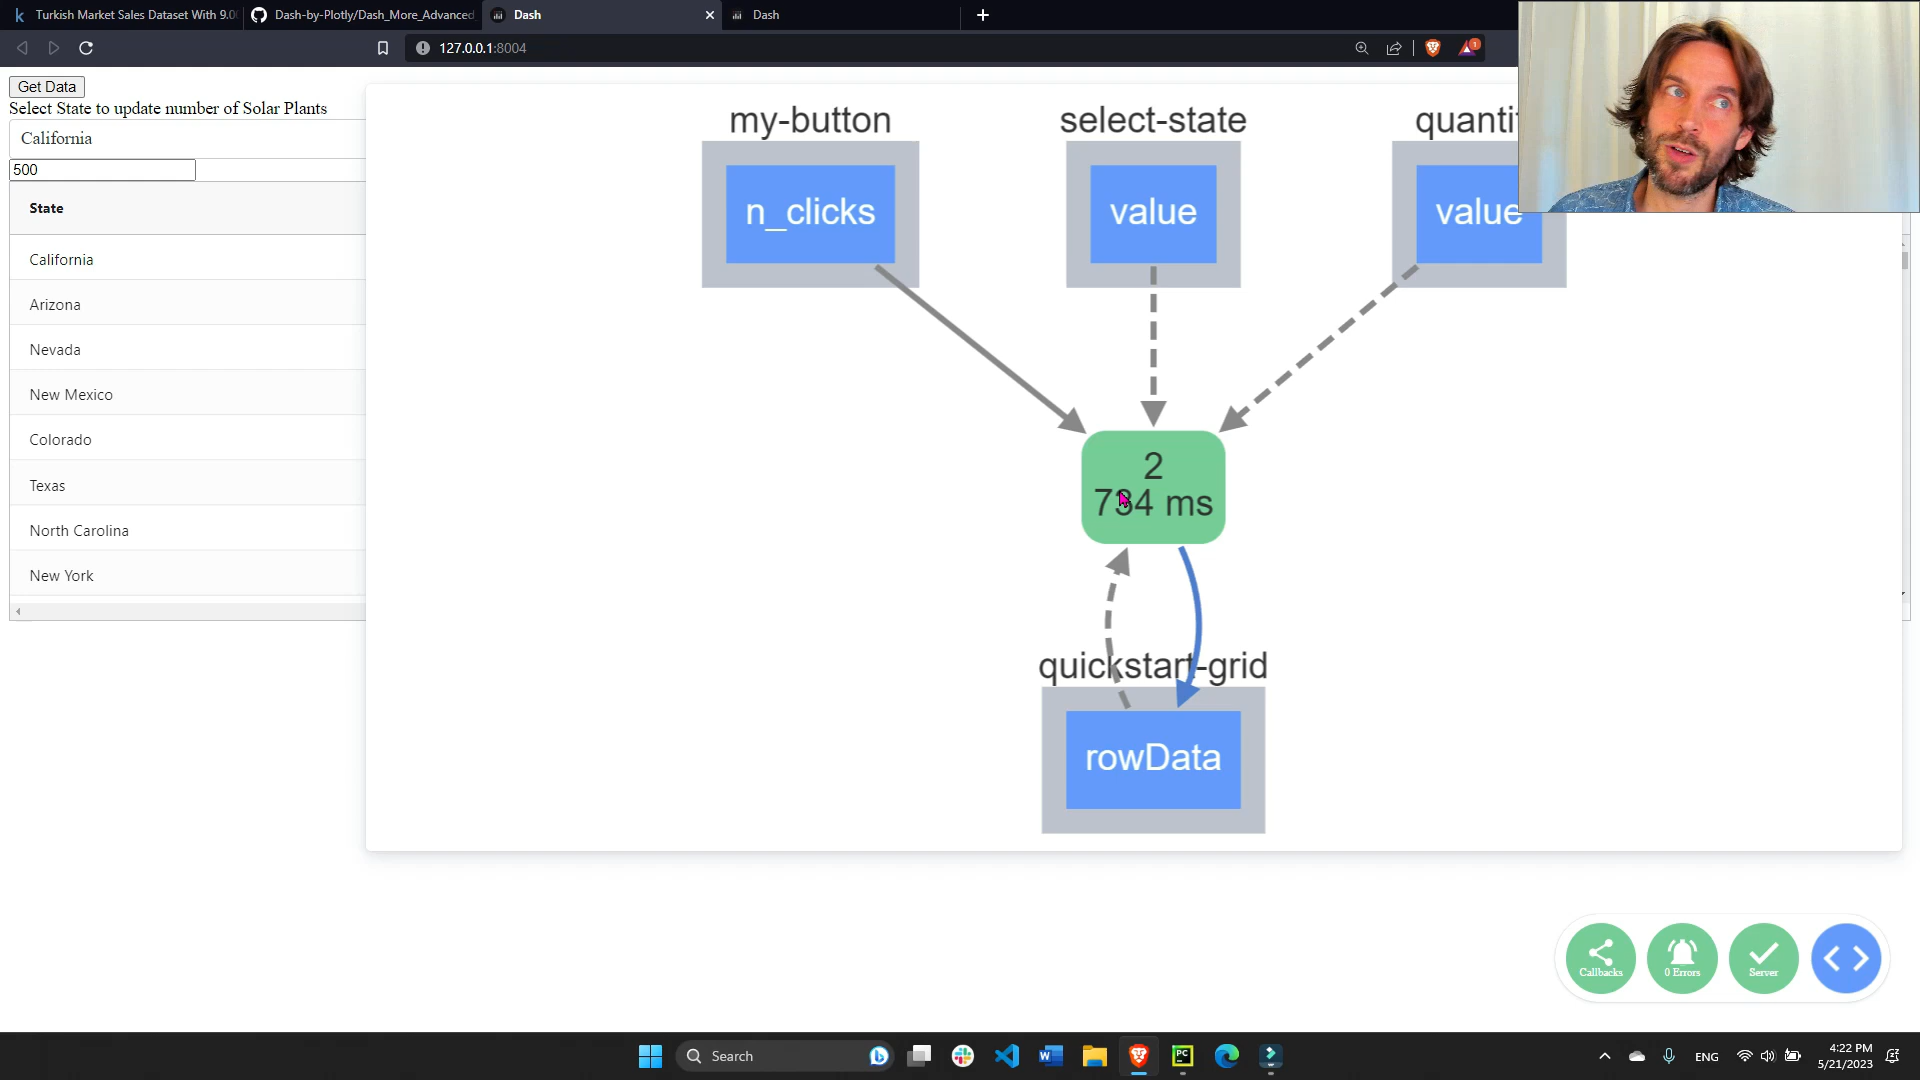 Turkish Market Sales Dataset With 9.0
Dash-by-Plotly/Dash_More_Advanced
Dash
Dash
127.0.0.1:8004
1
Get Data
Select State to update number of Solar Plants
California
500
State
California
Arizona
Nevada
New Mexico
Colorado
Texas
North Carolina
New York
my-button
select-state
quantit
n_clicks
value
value
2
734 ms
quickstart-grid
rowData
Callbacks
0 Errors
Server
Search
ENG
4:22 PM
5/21/2023